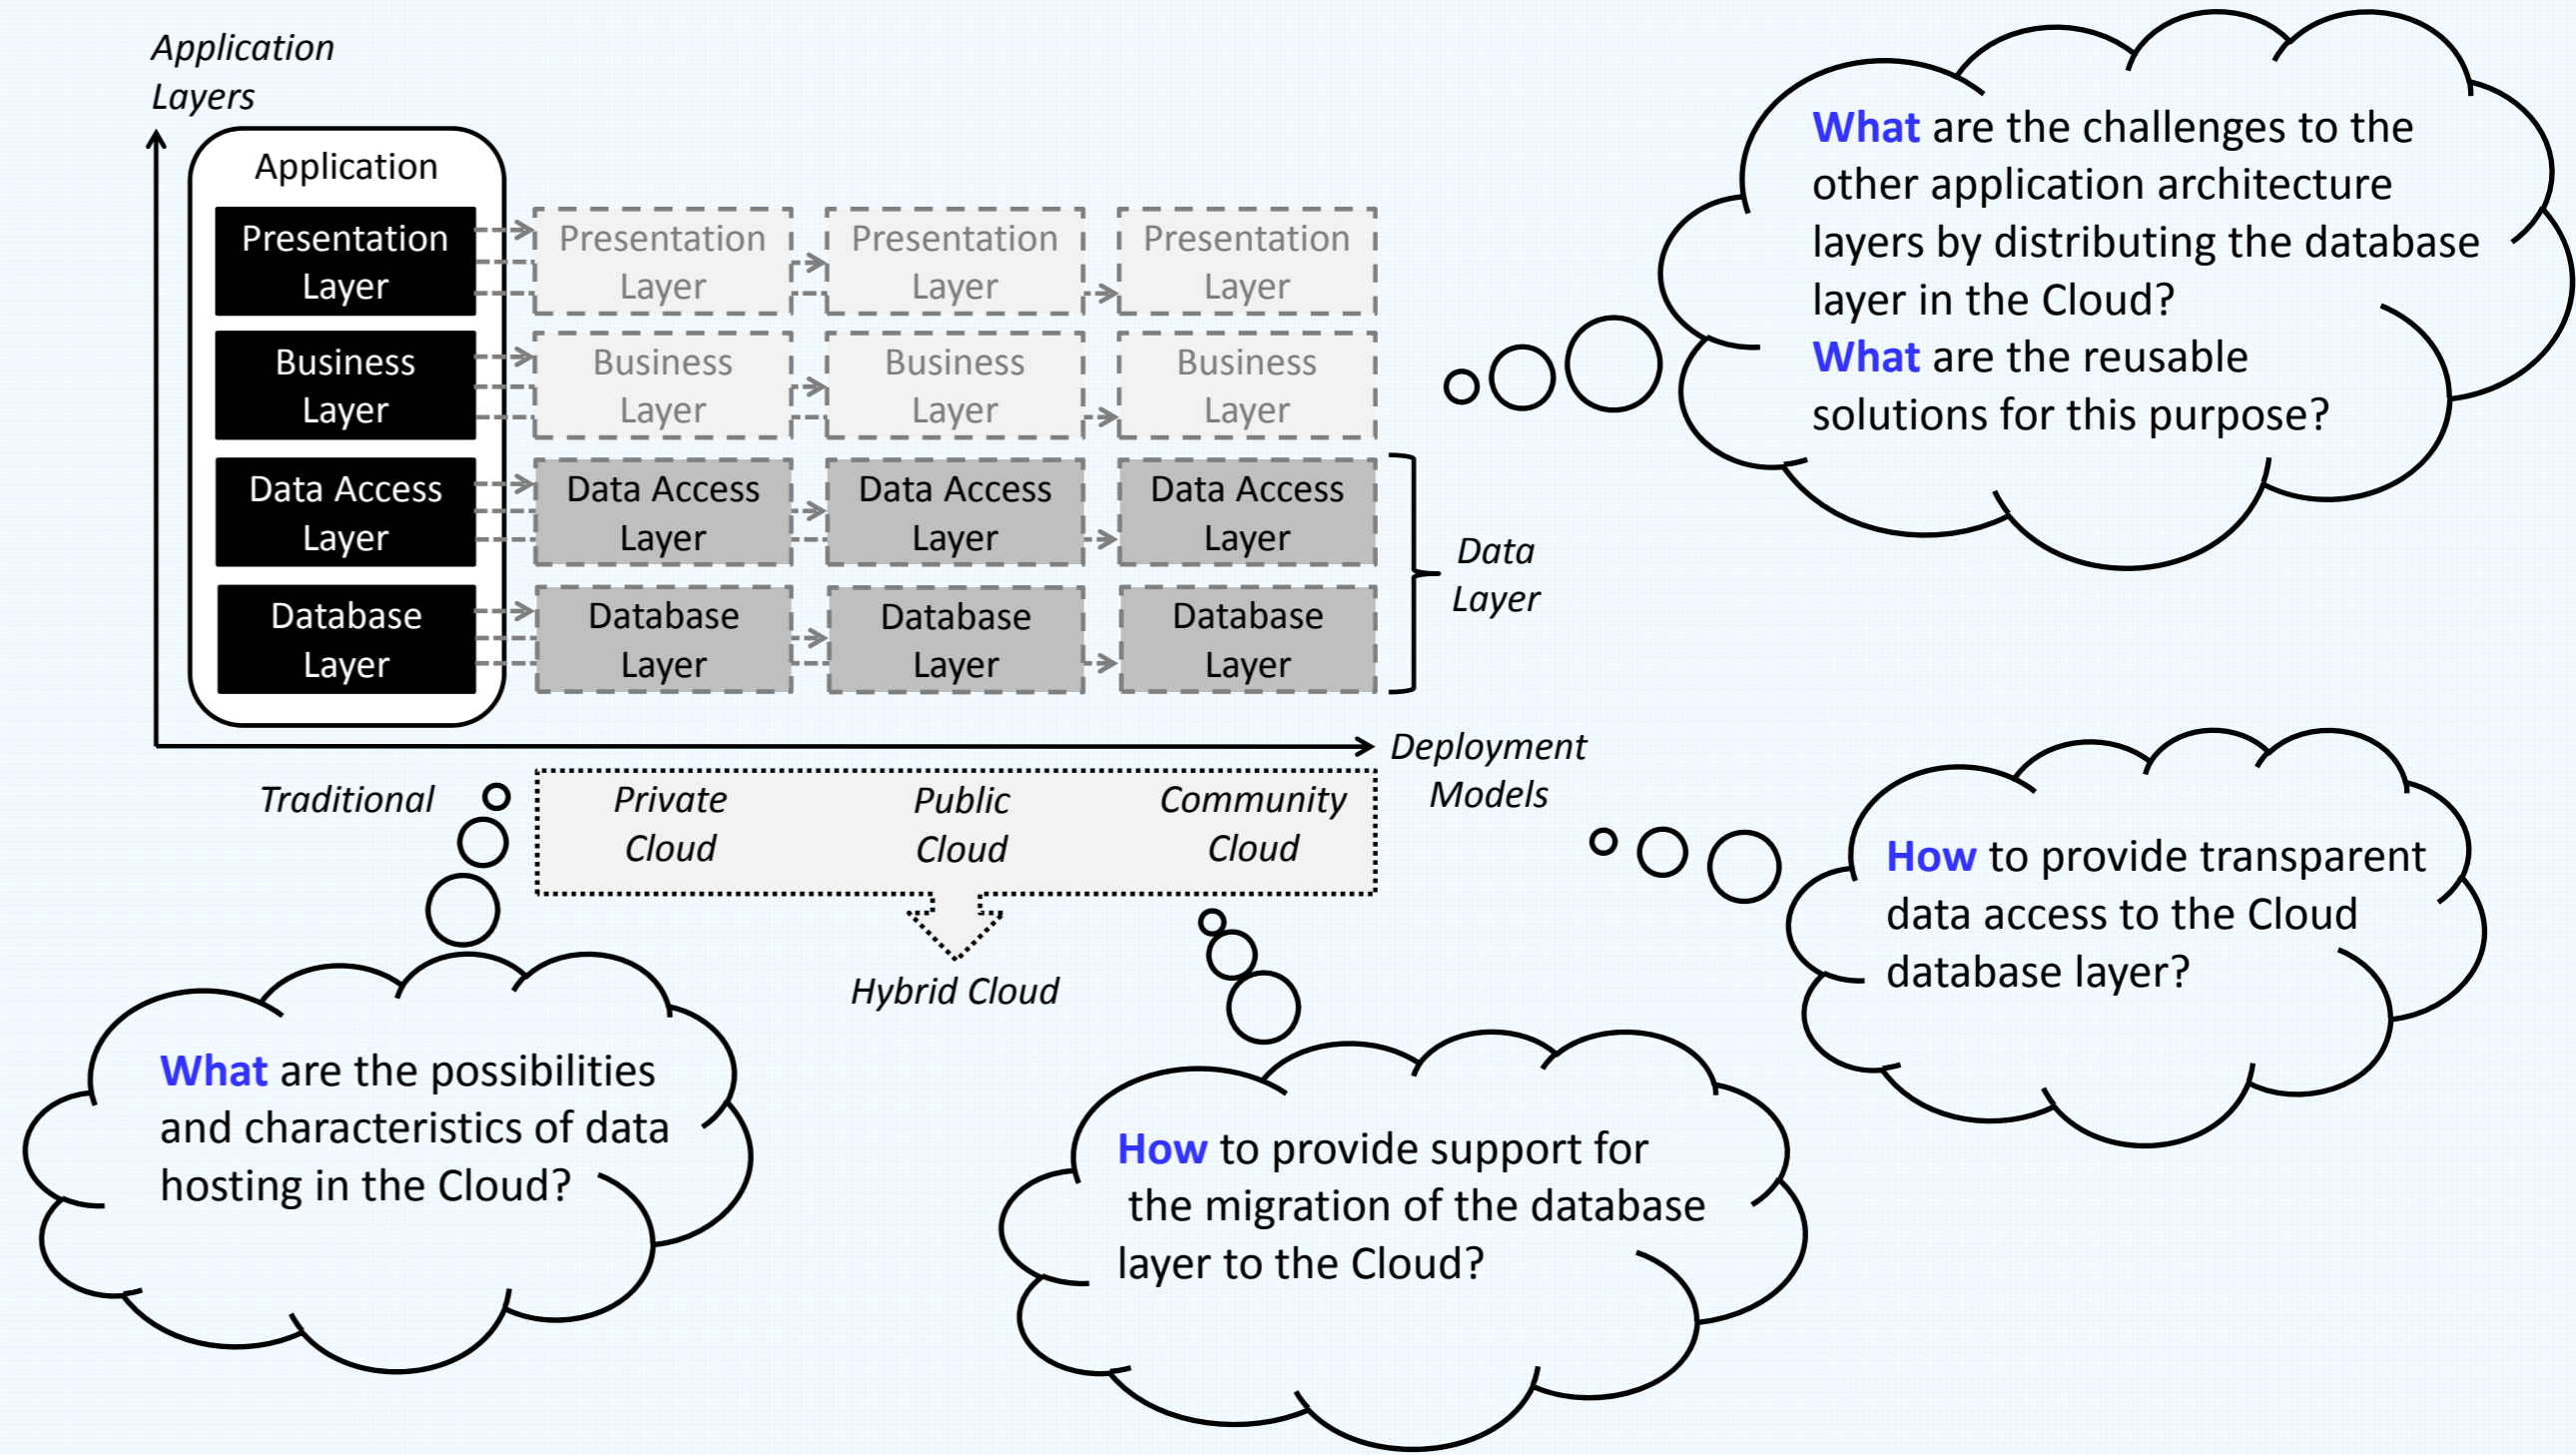 Application
Layers
Application
Presentation
Layer
Presentation
Layer
Presentation
Layer
Presentation
Layer
Business
Layer
Business
Layer
Business
Layer
Business
Layer
Data Access
Layer
Data Access
Layer
Data Access
Layer
Data Access
Layer
Database
Layer
Database
Layer
Database
Layer
Database
Layer
Data
Layer
Deployment
Models
Traditional
Private
Cloud
Public
Cloud
Community
Cloud
Hybrid Cloud
What are the challenges to the
other application architecture
layers by distributing the database
layer in the Cloud?
What are the reusable
solutions for this purpose?
How to provide transparent
data access to the Cloud
database layer?
What are the possibilities
and characteristics of data
hosting in the Cloud?
How to provide support for
the migration of the database
layer to the Cloud?